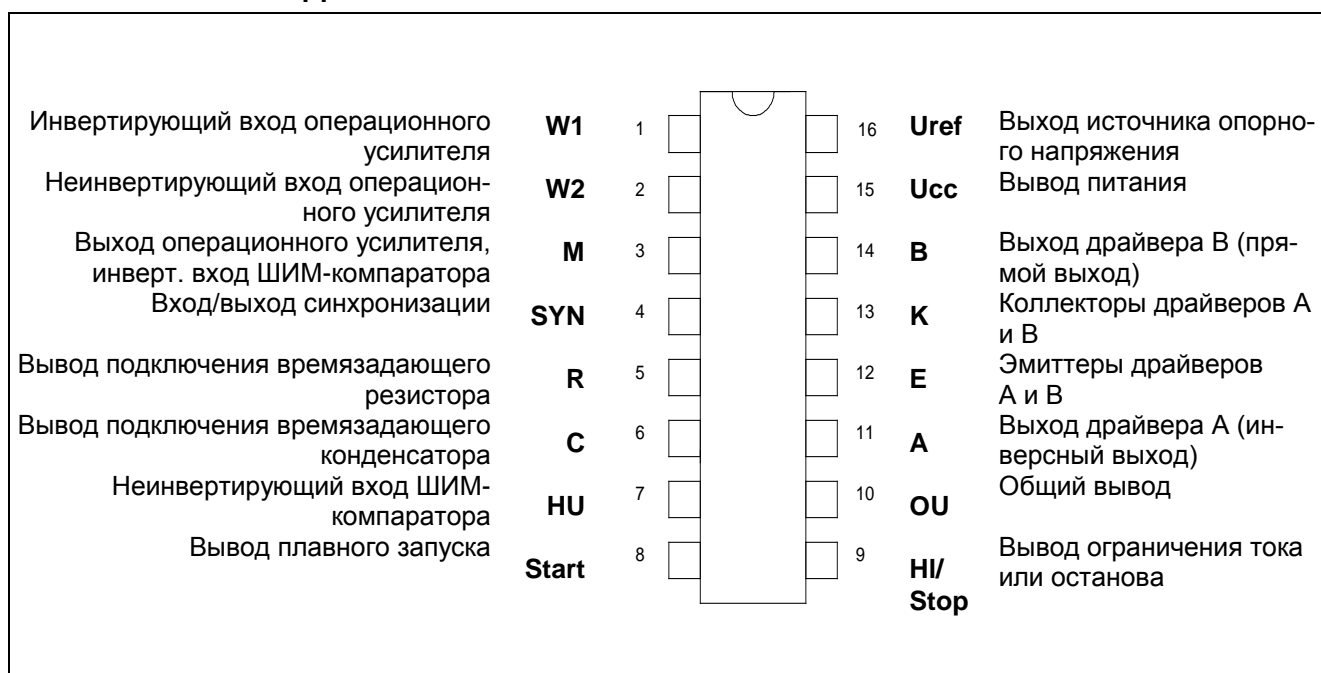 Инвертирующий вход операционного
усилителя
W1
1
16
Uref
Выход источника опорно-
го напряжения
Неинвертирующий вход операцион-
ного усилителя
W2
2
15
Ucc
Вывод питания
Выход операционного усилителя,
инверт. вход ШИМ-компаратора
M
3
14
B
Выход драйвера В (пря-
мой выход)
Вход/выход синхронизации
SYN
4
13
K
Коллекторы драйверов А
и В
Вывод подключения времязадающего
резистора
R
5
12
E
Эмиттеры драйверов
А и В
Вывод подключения времязадающего
конденсатора
C
6
11
A
Выход драйвера А (ин-
версный выход)
Неинвертирующий вход ШИМ-
компаратора
HU
7
10
OU
Общий вывод
Вывод плавного запуска
Start
8
9
HI/
Stop
Вывод ограничения тока
или останова